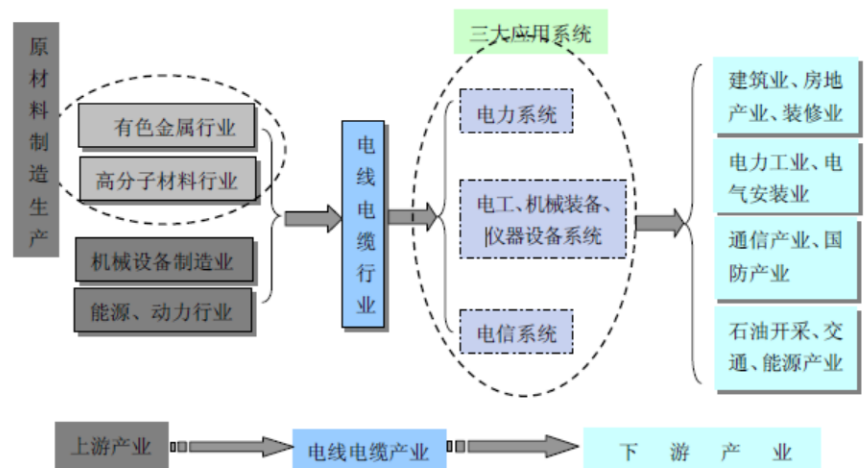 原材料制造生产
有色金属行业
高分子材料行业
机械设备制造业
能源、动力行业
电线电缆行业
三大应用系统
电力系统
电工、机械装备、
仪器设备系统
电信系统
建筑业、房地
产业、装修业
电力工业、电
气安装业
通信产业、国
防产业
石油开采、交
通、能源产业
上游产业
电线电缆产业
下游产业